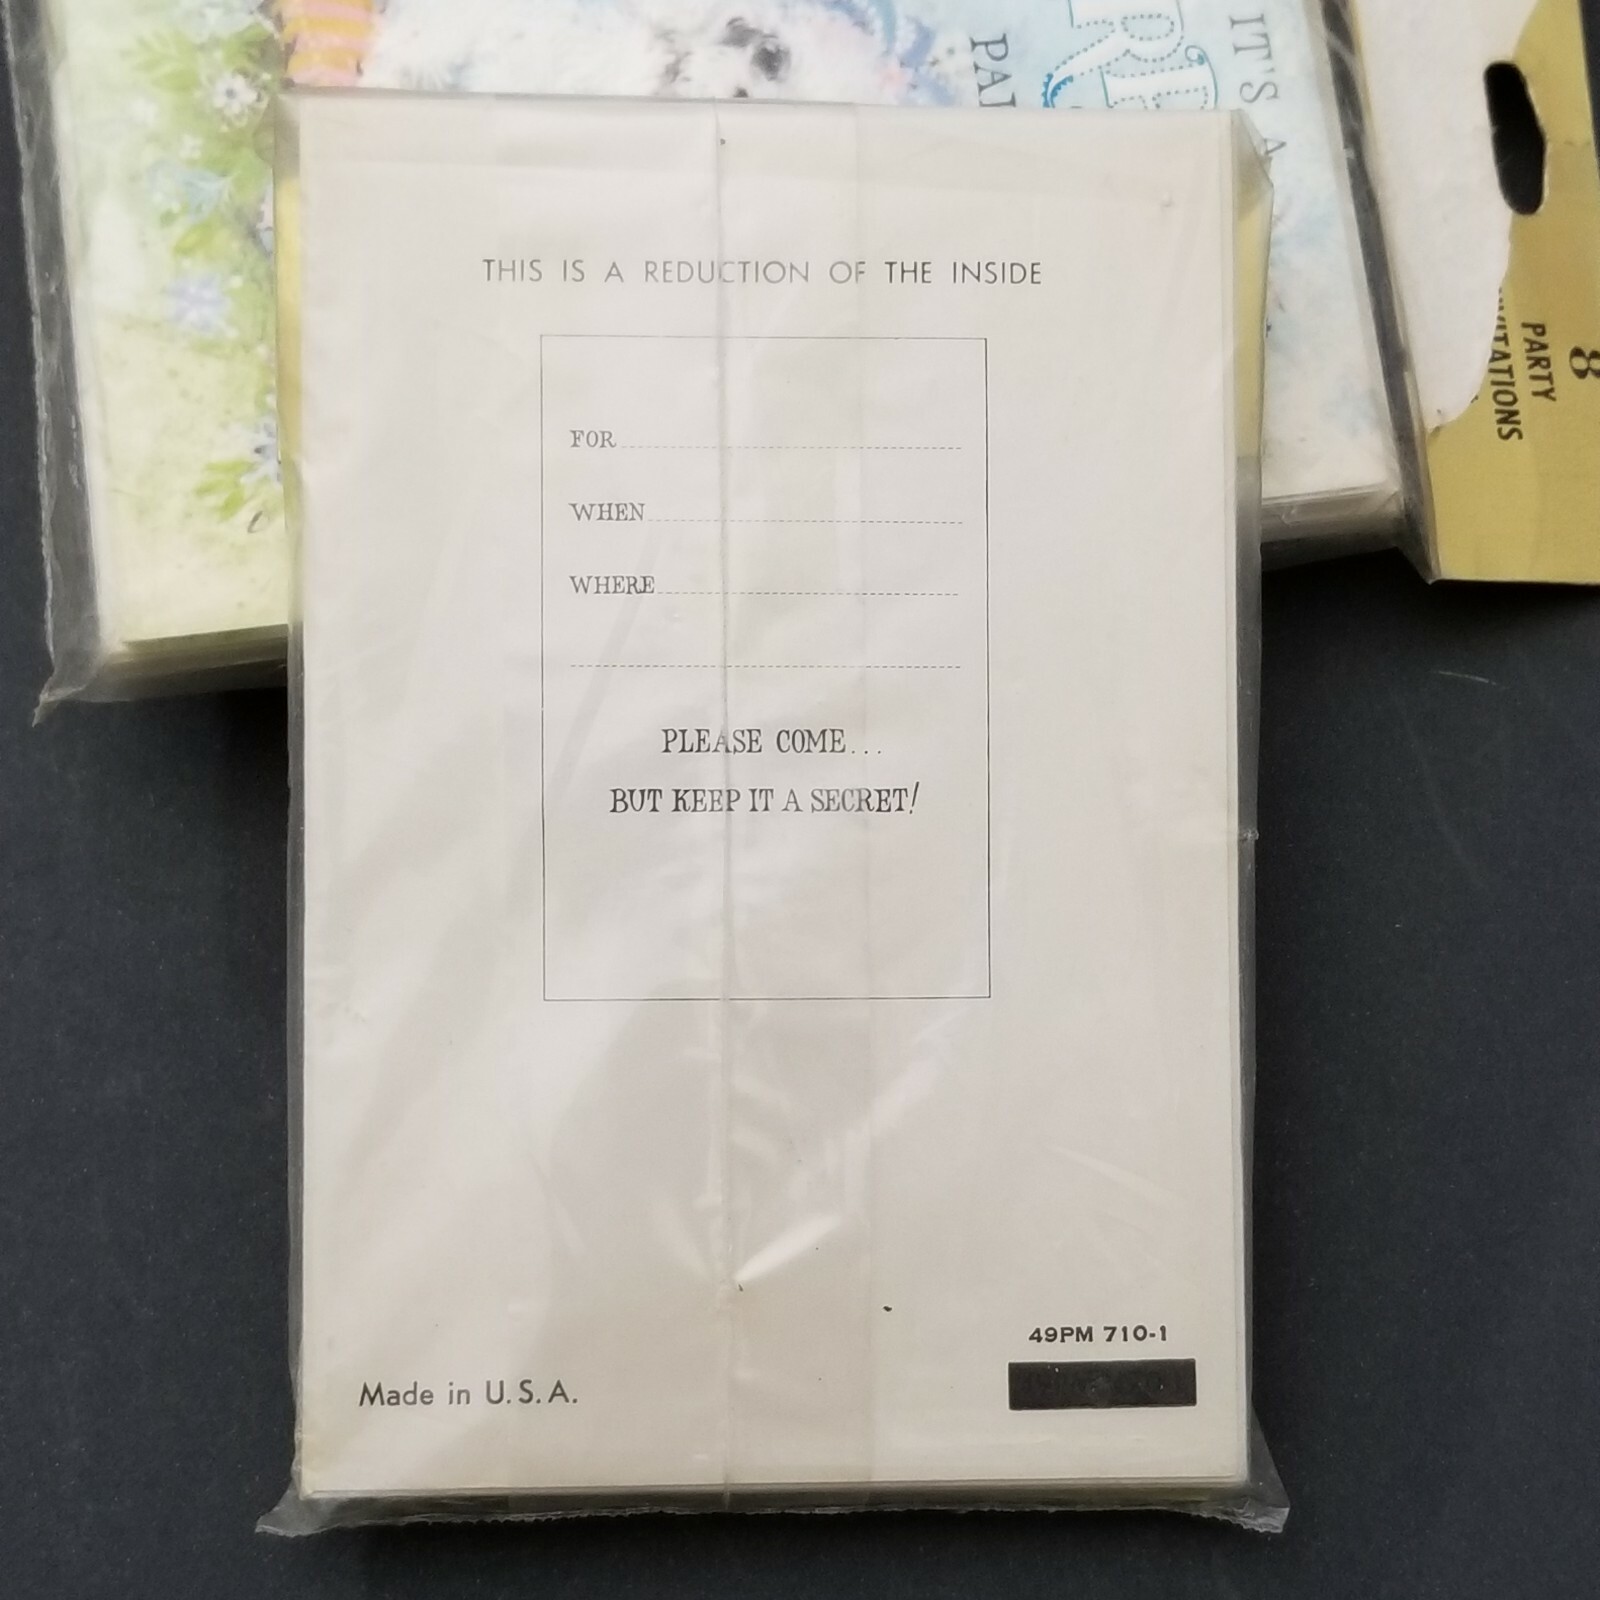 IT'S A
8
PARTY
THIS IS A REDUCTION OF THE INSIDE
FOR
WHEN
WHERE
PLEASE COME...
BUT KEEP IT A SECRET!
49PM 710-1
Made in U.S.A.